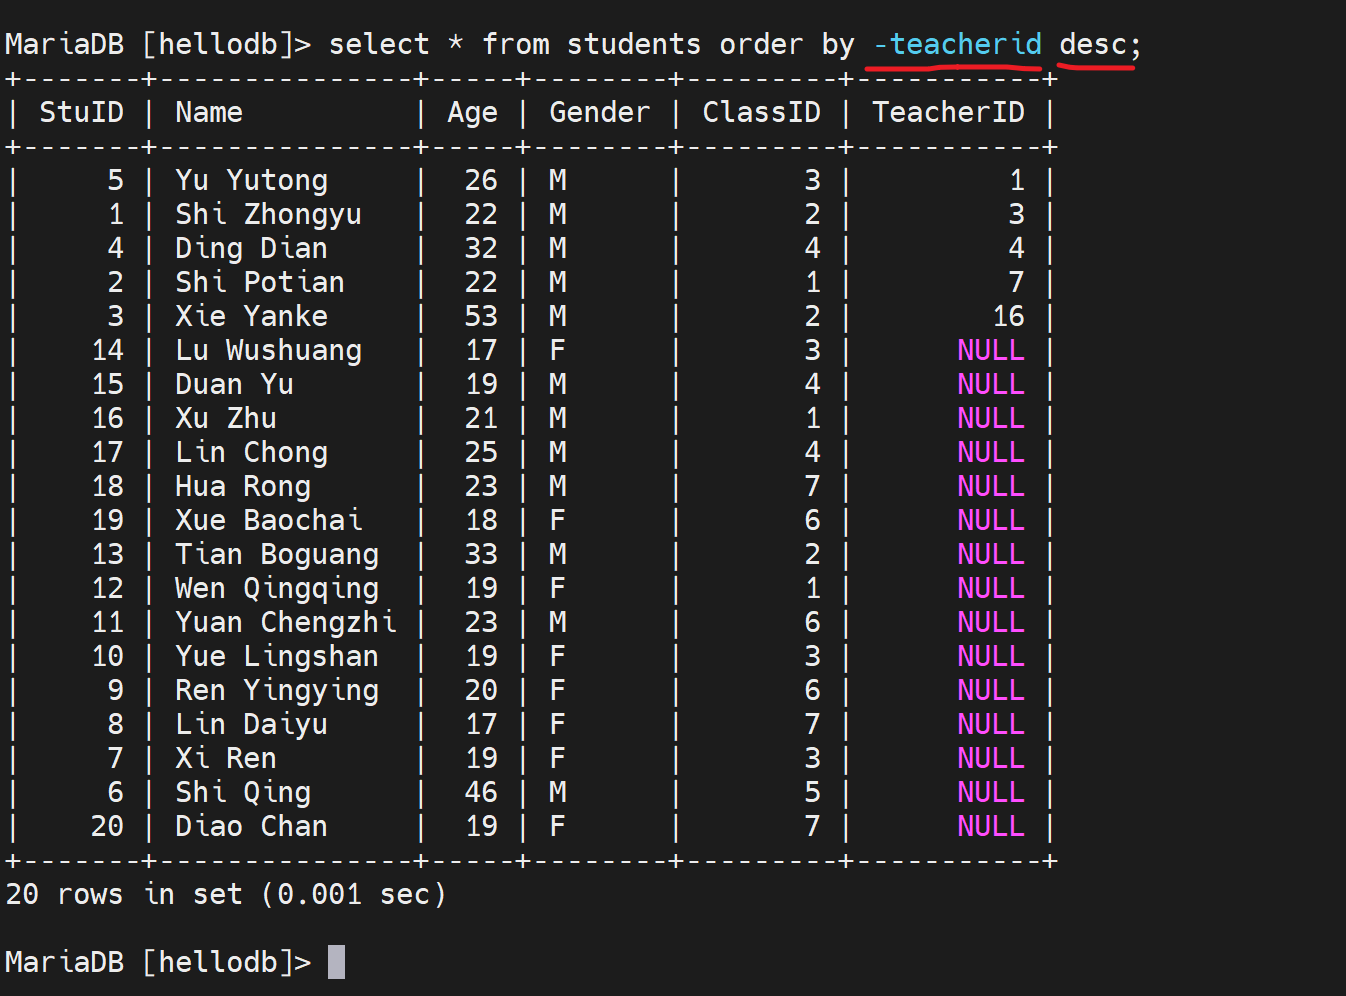 MariaDB [hellodb]> select * from students order by -teacherid desc;
+-------+---------------+-----+--------+---------+-----------+
| StuID | Name          | Age | Gender | ClassID | TeacherID |
+-------+---------------+-----+--------+---------+-----------+
|     5 | Yu Yutong     |  26 | M      |       3 |         1 |
|     1 | Shi Zhongyu   |  22 | M      |       2 |         3 |
|     4 | Ding Dian     |  32 | M      |       4 |         4 |
|     2 | Shi Potian    |  22 | M      |       1 |         7 |
|     3 | Xie Yanke     |  53 | M      |       2 |        16 |
|    14 | Lu Wushuang   |  17 | F      |       3 |      NULL |
|    15 | Duan Yu       |  19 | M      |       4 |      NULL |
|    16 | Xu Zhu        |  21 | M      |       1 |      NULL |
|    17 | Lin Chong     |  25 | M      |       4 |      NULL |
|    18 | Hua Rong      |  23 | M      |       7 |      NULL |
|    19 | Xue Baochai   |  18 | F      |       6 |      NULL |
|    13 | Tian Boguang  |  33 | M      |       2 |      NULL |
|    12 | Wen Qingqing  |  19 | F      |       1 |      NULL |
|    11 | Yuan Chengzhi |  23 | M      |       6 |      NULL |
|    10 | Yue Lingshan  |  19 | F      |       3 |      NULL |
|     9 | Ren Yingying  |  20 | F      |       6 |      NULL |
|     8 | Lin Daiyu     |  17 | F      |       7 |      NULL |
|     7 | Xi Ren        |  19 | F      |       3 |      NULL |
|     6 | Shi Qing      |  46 | M      |       5 |      NULL |
|    20 | Diao Chan     |  19 | F      |       7 |      NULL |
+-------+---------------+-----+--------+---------+-----------+
20 rows in set (0.001 sec)
MariaDB [hellodb]>